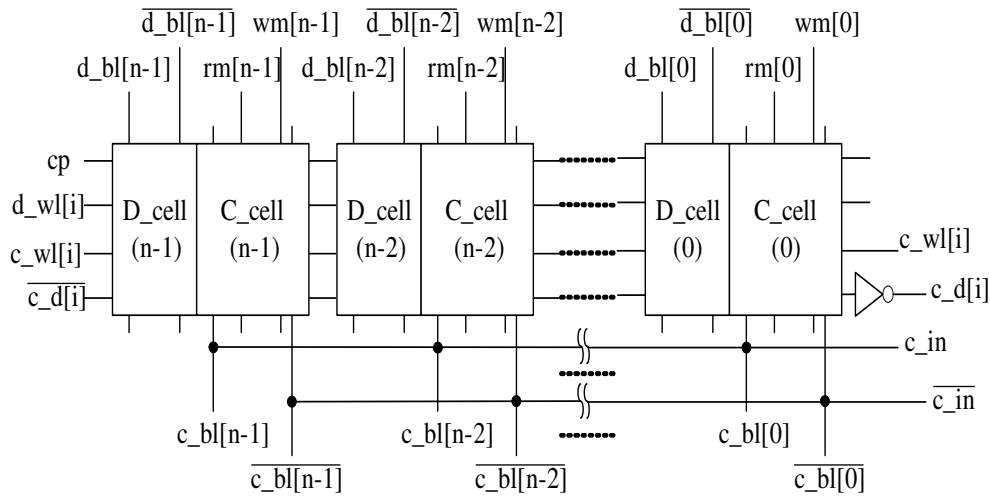 d_bl[n-1] wm[n-1] d_bl[n-2] wm[n-2] d_bl[0] wm[0]
d_bl[n-1] rm[n-1] d_bl[n-2] rm[n-2] d_bl[0] rm[0]
cp
d_wl[i] D_cell C_cell D_cell C_cell D_cell C_cell
(n-1) (n-1) (n-2) (n-2) (0) (0) c_wl[i]
c_wl[i]
c_d[i] c_d[i]
c_in
c_in
c_bl[n-1] c_bl[n-2] c_bl[0]
c_bl[n-1] c_bl[n-2] c_bl[0]